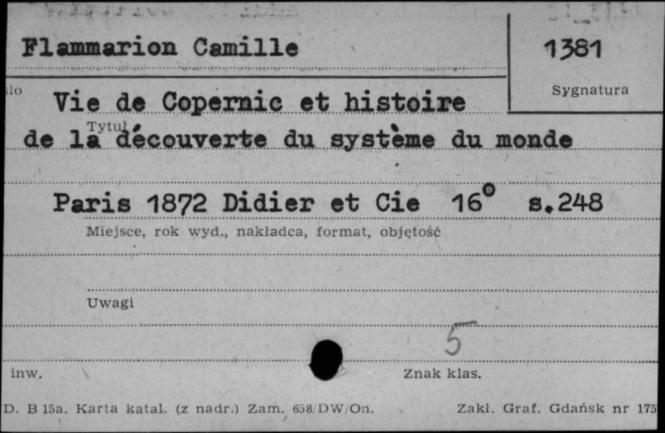 Flammarion Camille
1381
Sygnatura
Vie de Copernic et histoire
Tytuł
de la découverte du système du monde
Paris 1872 Didier et Cie 16° s.248
Miejsce, rok wyd., nakładca, format, objętość
Uwagi
5
inw.
Znak klas.
D. B 15a. Karta katal. (z nadr.) Zam. 658/DW/On.
Zakł. Graf. Gdańsk nr 175